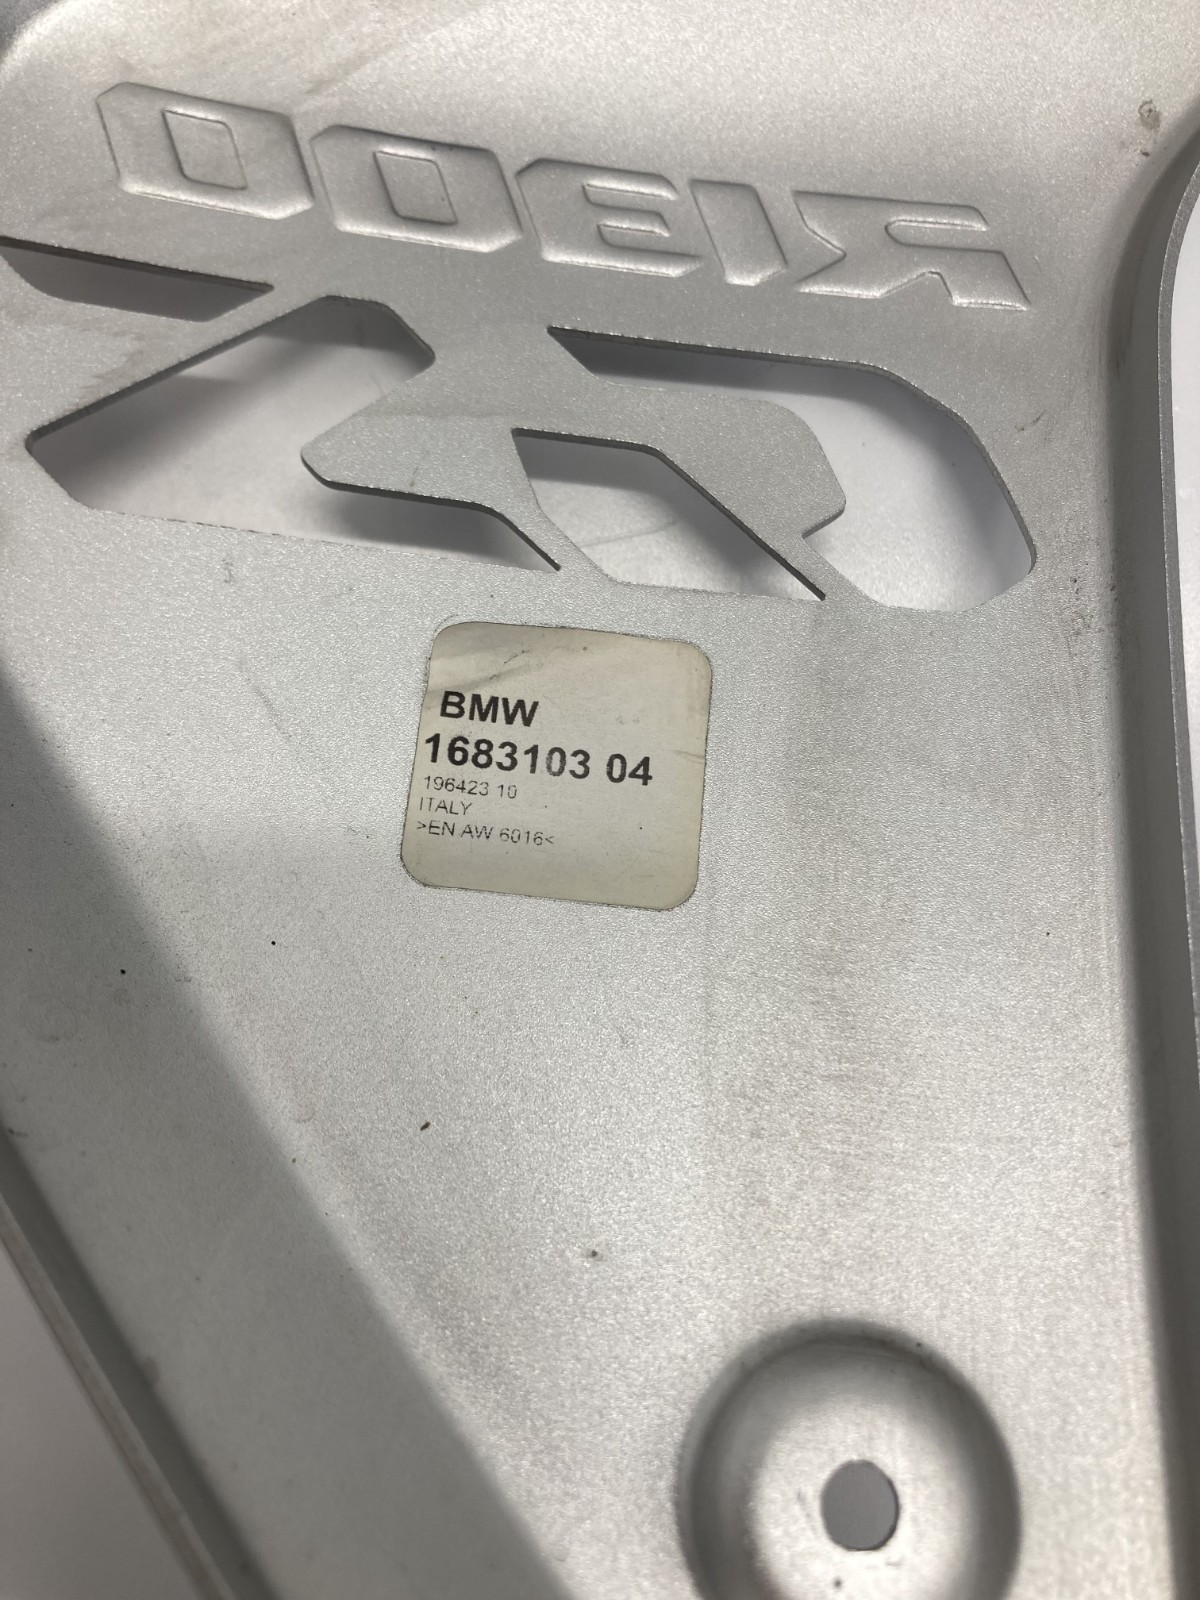 R1300
GS
BMW
1683103 04
196423 10
ITALY
>EN AW 6016<